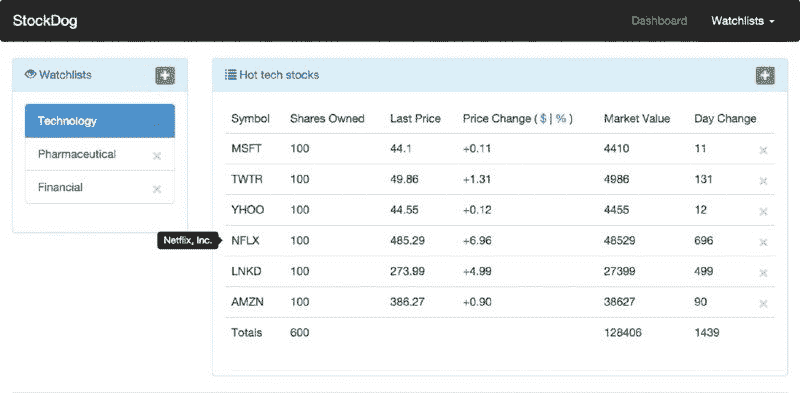 StockDog Dashboard Watchlists
Watchlists
Technology
Pharmaceutical
Financial
Hot tech stocks
Symbol Shares Owned Last Price Price Change ( $ | % ) Market Value Day Change
MSFT 100 44.1 +0.11 4410 11
TWTR 100 49.86 +1.31 4986 131
YHOO 100 44.55 +0.12 4455 12
Netflix, Inc. NFLX 100 485.29 +6.96 48529 696
LNKD 100 273.99 +4.99 27399 499
AMZN 100 386.27 +0.90 38627 90
Totals 600 128406 1439